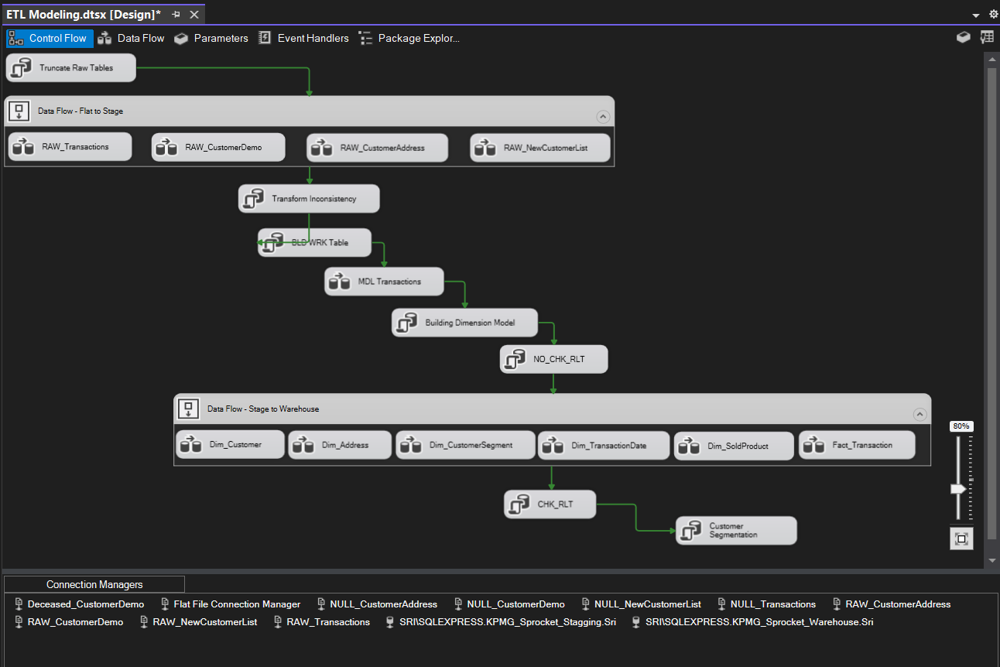 ETL Modeling.dtsx [Design]*
Control Flow Data Flow Parameters Event Handlers Package Explor...
Truncate Raw Tables
Data Flow - Flat to Stage
RAW_Transactions RAW_CustomerDemo RAW_CustomerAddress RAW_NewCustomerList
Transform Inconsistency
BLD WRK Table
MDL Transactions
Building Dimension Model
NO_CHK_RLT
Data Flow - Stage to Warehouse
80%
Dim_Customer Dim_Address Dim_CustomerSegment Dim_TransactionDate Dim_SoldProduct Fact_Transaction
CHK_RLT
Customer
Segmentation
Connection Managers
Deceased_CustomerDemo Flat File Connection Manager NULL_CustomerAddress NULL_CustomerDemo NULL_NewCustomerList NULL_Transactions RAW_CustomerAddress
RAW_CustomerDemo RAW_NewCustomerList RAW_Transactions SRI\SQLEXPRESS.KPMG_Sprocket_Stagging.Sri SRI\SQLEXPRESS.KPMG_Sprocket_Warehouse.Sri